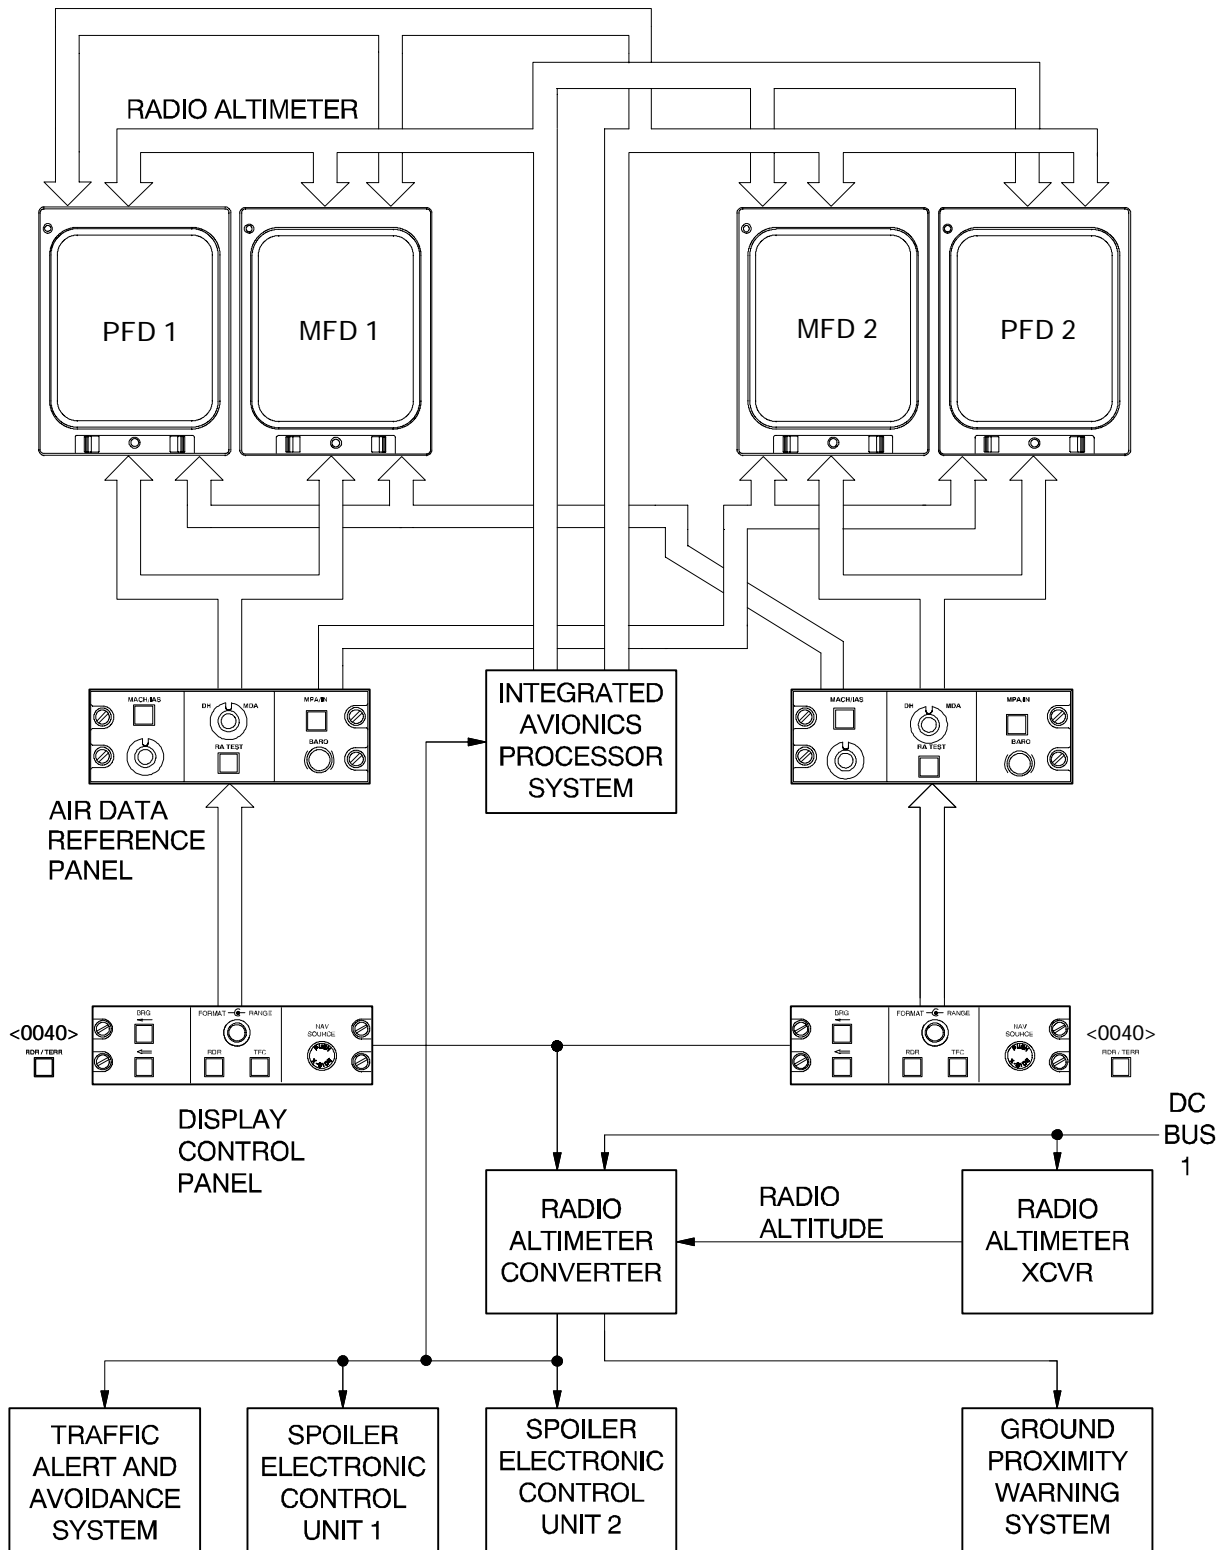 RADIO ALTIMETER
PFD 1
MFD 1
MFD 2
PFD 2
MACH/IAS
DH
MDA
RA TEST
MPA/IN
BARO
INTEGRATED
AVIONICS
PROCESSOR
SYSTEM
MACH/IAS
DH
MDA
RA TEST
MPA/IN
BARO
AIR DATA
REFERENCE
PANEL
<0040>
RDR / TERR
BRG
FORMAT
RANGE
RDR
TFC
NAV
SOURCE
PUSH
X-SIDE
BRG
FORMAT
RANGE
RDR
TFC
NAV
SOURCE
PUSH
X-SIDE
<0040>
RDR / TERR
DISPLAY
CONTROL
PANEL
DC
BUS
1
RADIO
ALTIMETER
CONVERTER
RADIO
ALTITUDE
RADIO
ALTIMETER
XCVR
TRAFFIC
ALERT AND
AVOIDANCE
SYSTEM
SPOILER
ELECTRONIC
CONTROL
UNIT 1
SPOILER
ELECTRONIC
CONTROL
UNIT 2
GROUND
PROXIMITY
WARNING
SYSTEM